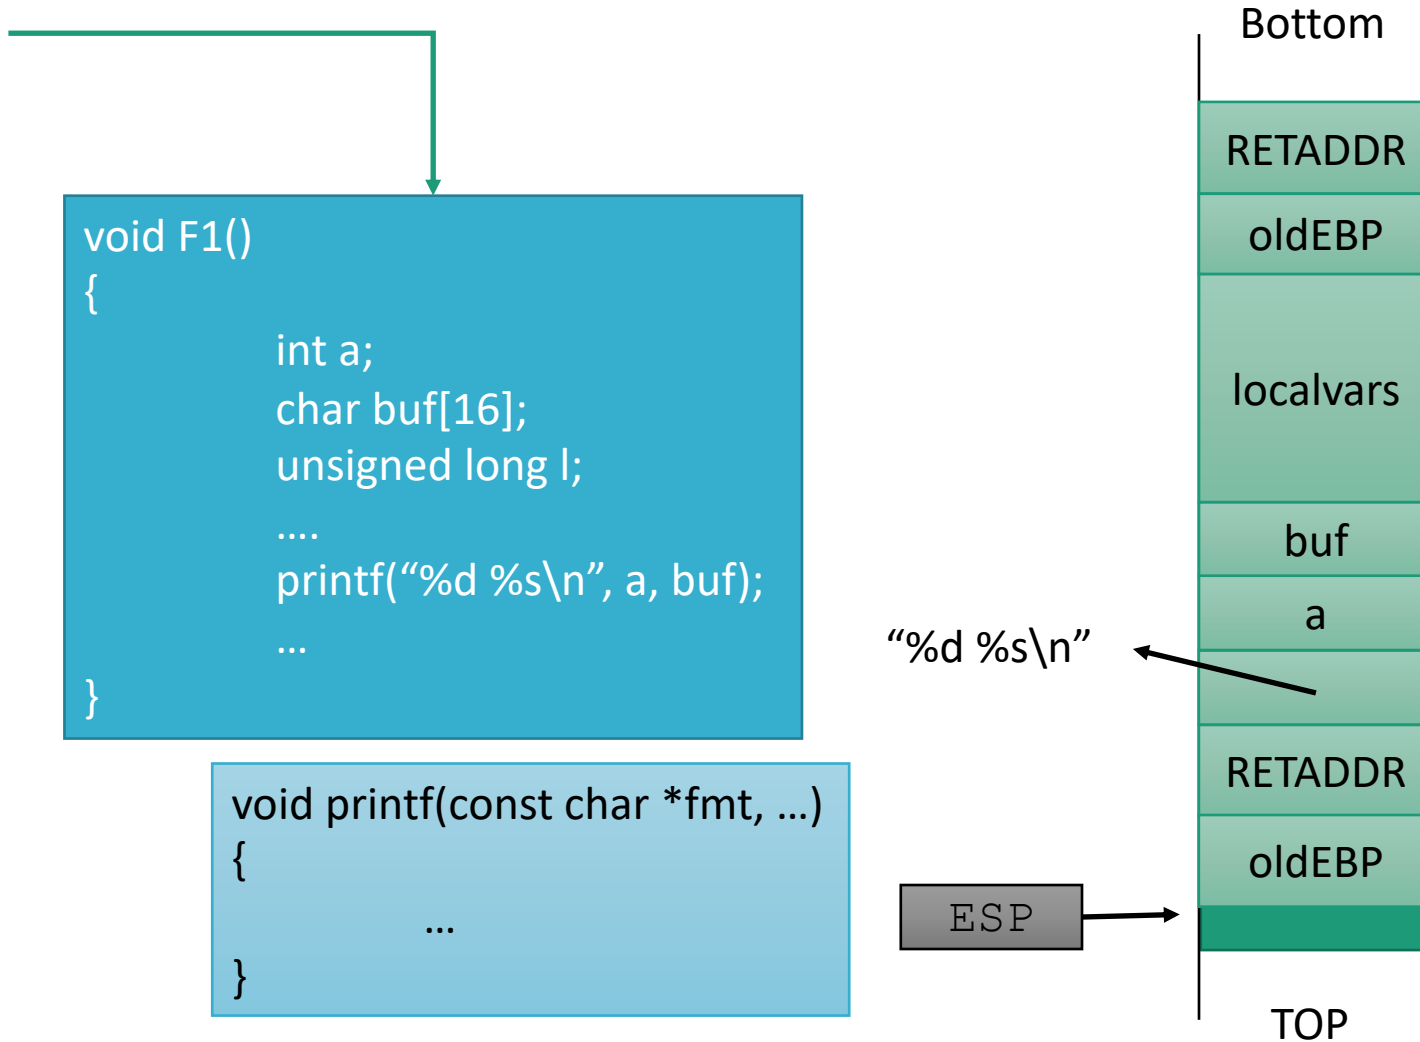 void F1()
{
int a;
char buf[16];
unsigned long l;
….
printf(“%d %s\n”, a, buf);
…
}
void printf(const char *fmt, …)
{
…
}
“%d %s\n”
ESP
Bottom
RETADDR
oldEBP
localvars
buf
a
RETADDR
oldEBP
TOP